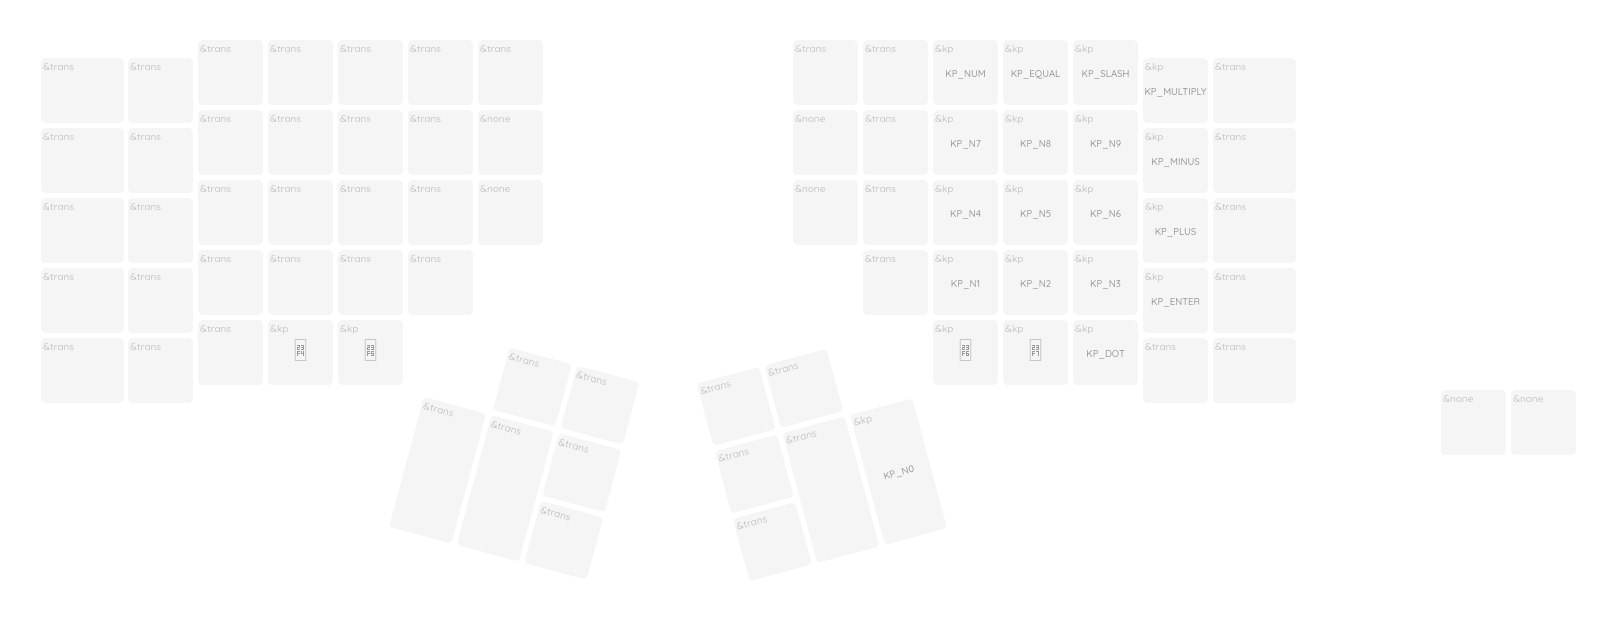 &trans &trans &trans &trans &trans &trans &trans &kp &kp &kp
&trans &trans &kp &trans
KP_NUM KP_EQUAL KP_SLASH
KP_MULTIPLY
&trans &trans &trans &trans &none &none &trans &kp &kp &kp
&trans &trans &kp &trans
KP_N7 KP_N8 KP_N9
KP_MINUS
&trans &trans &trans &trans &none &none &trans &kp &kp &kp
&trans &trans &kp &trans
KP_N4 KP_N5 KP_N6
KP_PLUS
&trans &trans &trans &trans &trans &kp &kp &kp
&trans &trans &kp &trans
KP_N1 KP_N2 KP_N3
KP_ENTER
&trans &kp &kp &kp &kp &kp
&trans &trans &trans &trans
23F4 23F5 23F6 23F7 KP_DOT
&trans &trans &trans &trans
&trans &trans &trans &trans &trans &kp
&none &none
&trans &trans
KP_N0